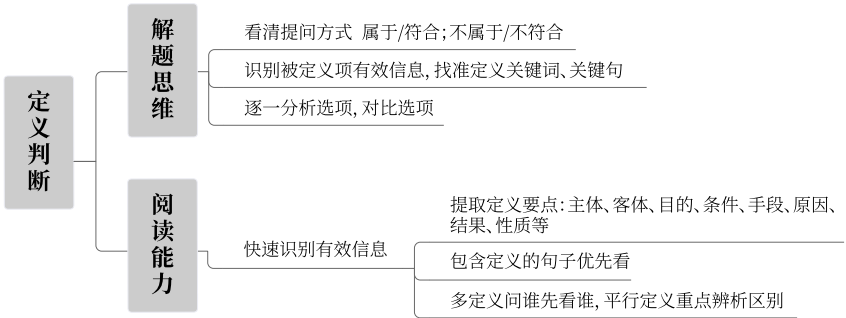 定义判断
解题思维
看清提问方式 属于/符合；不属于/不符合
识别被定义项有效信息，找准定义关键词、关键句
逐一分析选项，对比选项
阅读能力
快速识别有效信息
提取定义要点：主体、客体、目的、条件、手段、原因、
结果、性质等
包含定义的句子优先看
多定义问谁先看谁，平行定义重点辨析区别